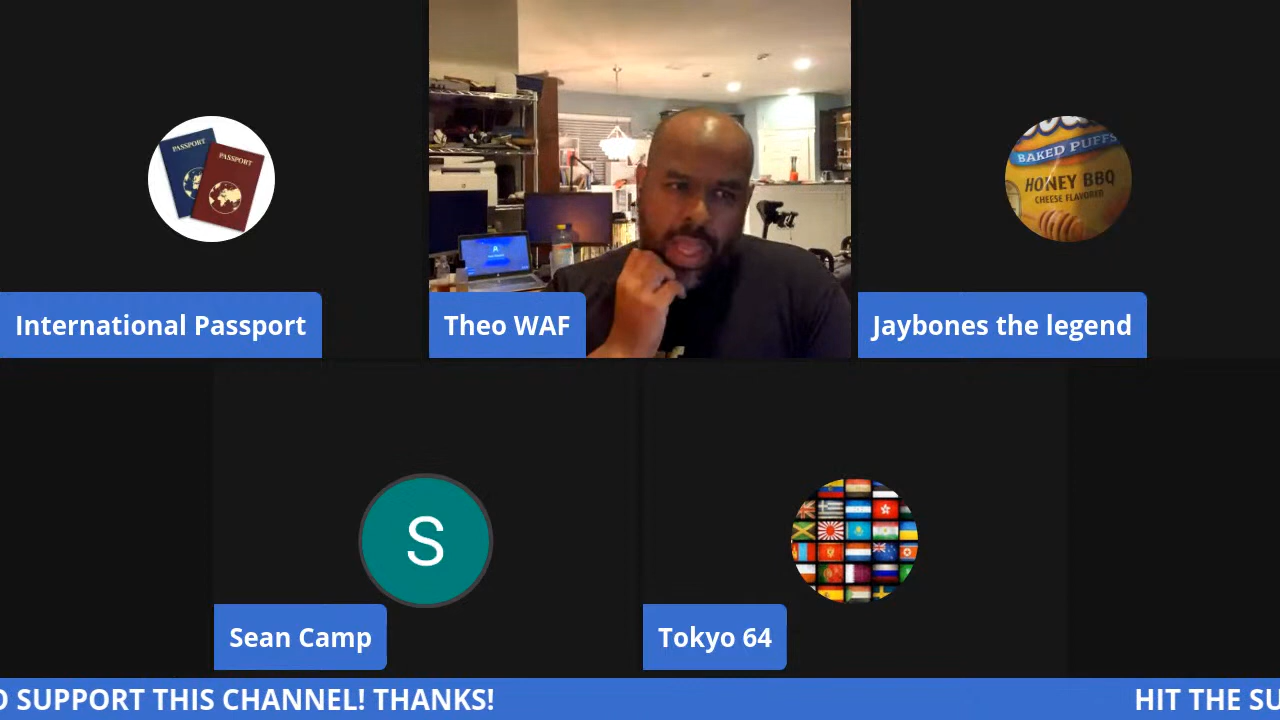 PASSPORT
PASSPORT
BAKED PUFFS
HONEY BBQ
CHEESE FLAVORED
International Passport
Theo WAF
Jaybones the legend
S
Sean Camp
Tokyo 64
SUPPORT THIS CHANNEL! THANKS!
HIT THE